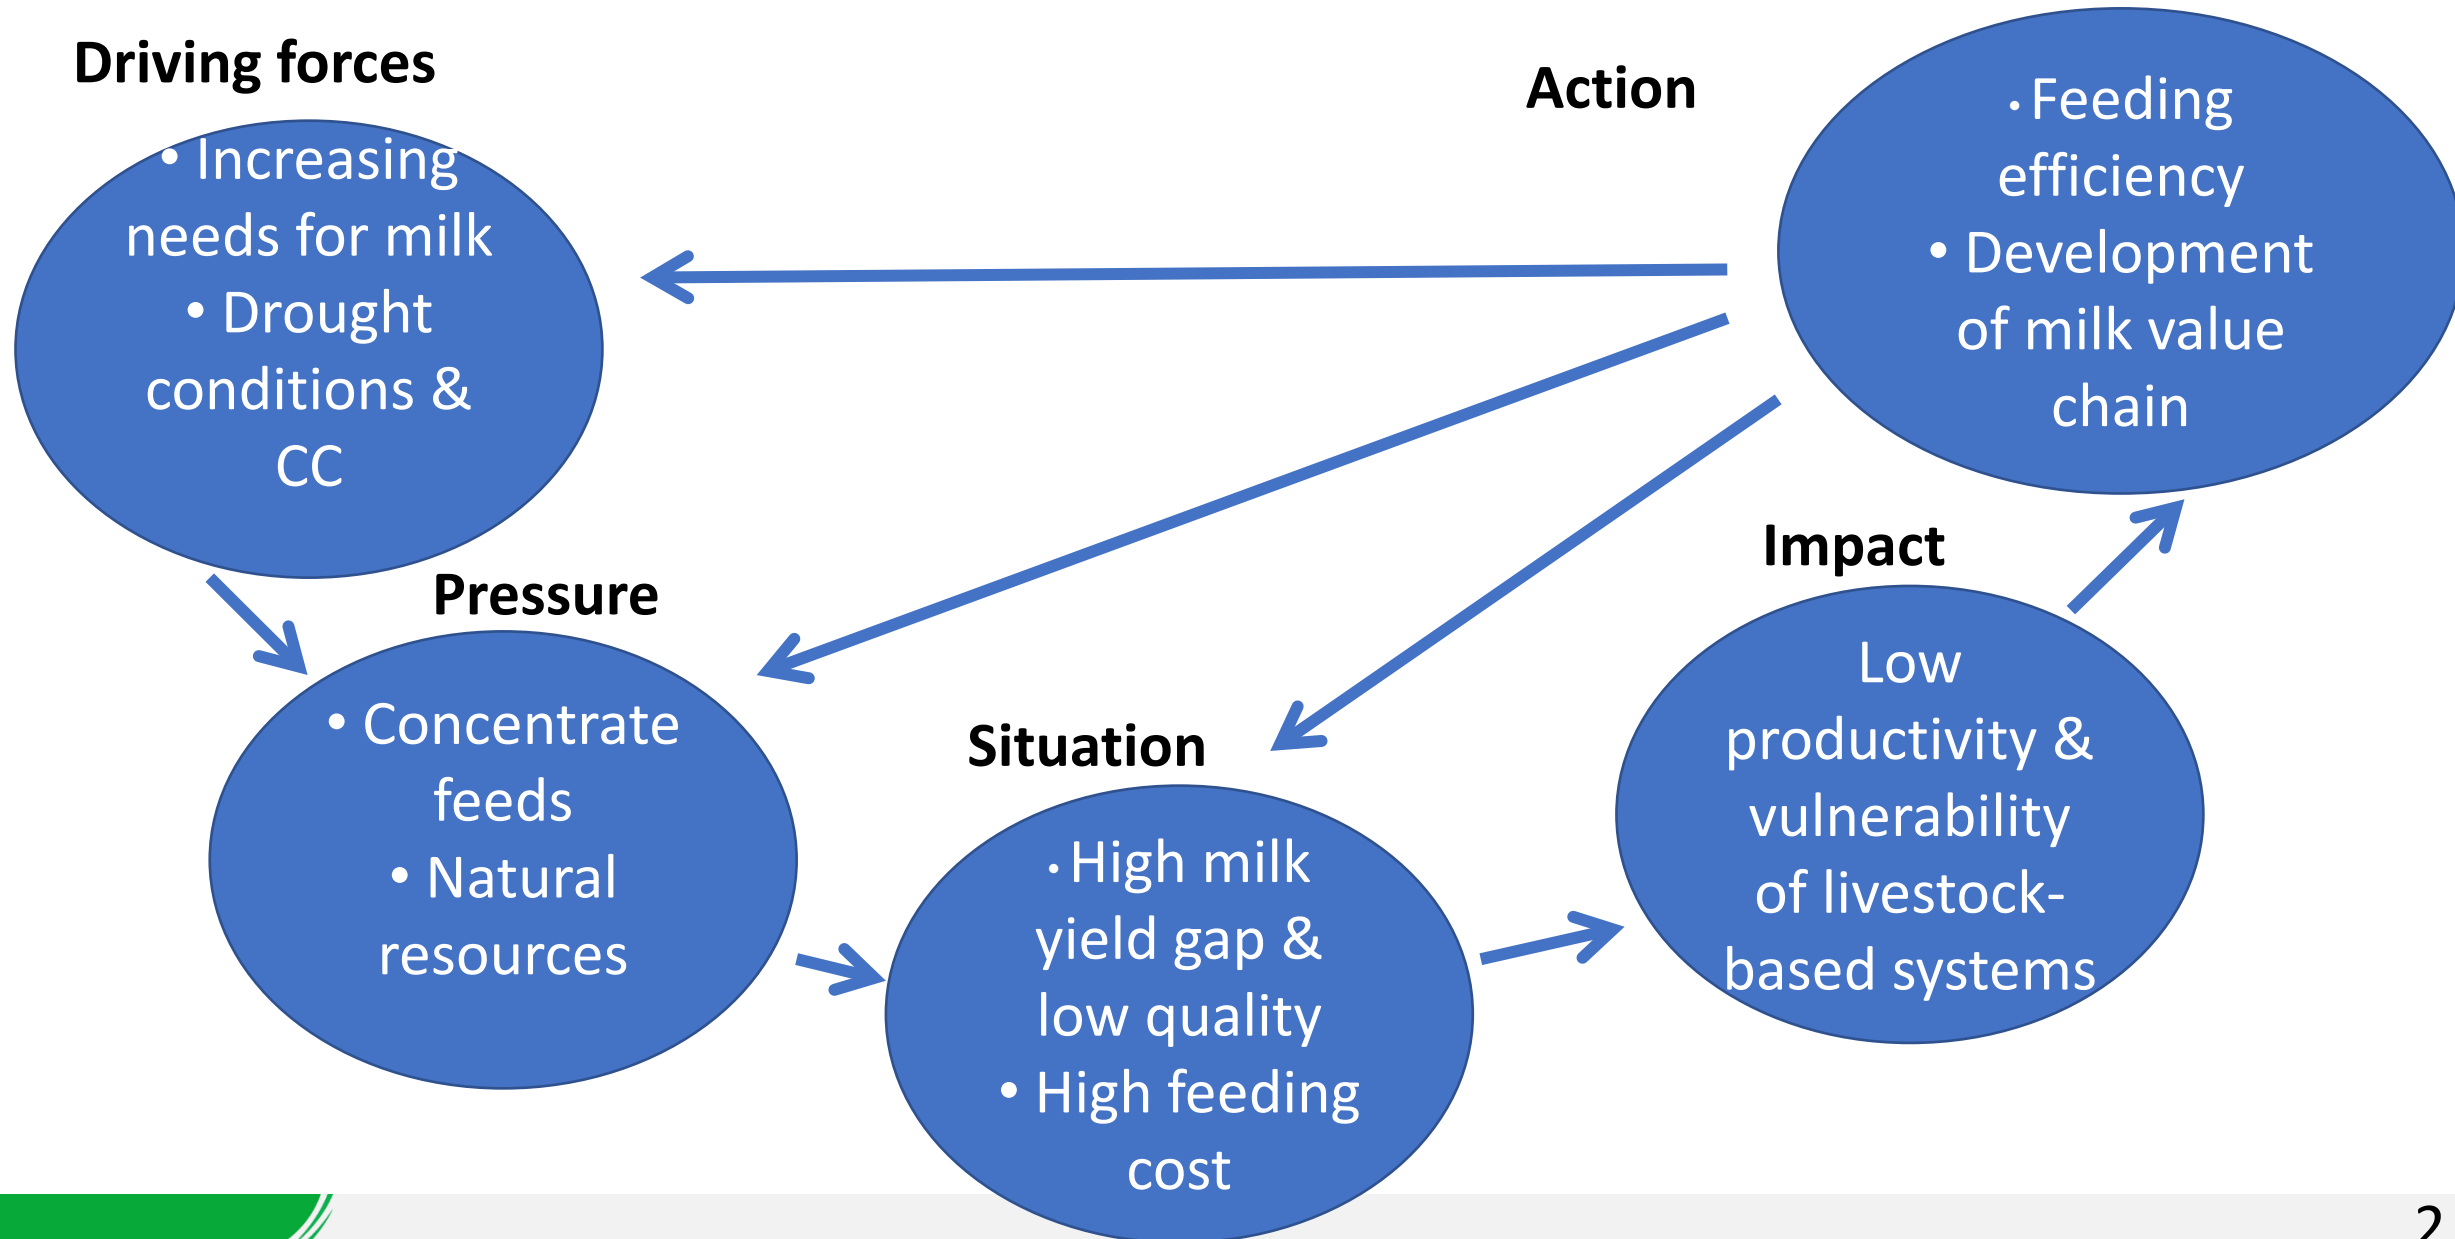 Driving forces
• Increasing
needs for milk
• Drought
conditions &
CC
Action
• Feeding
efficiency
• Development
of milk value
chain
Pressure
• Concentrate
feeds
• Natural
resources
Situation
• High milk
yield gap &
low quality
• High feeding
cost
Impact
Low
productivity &
vulnerability
of livestock-
based systems
2